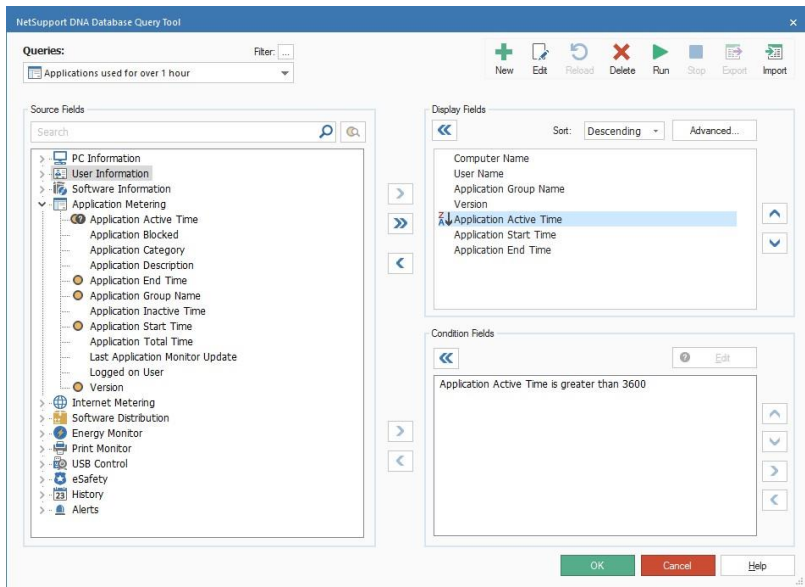 NetSupport DNA Database Query Tool
Queries:
Filter: ...
Applications used for over 1 hour
New Edit Reload Delete Run Stop Export Import
Source Fields
Search
PC Information
User Information
Software Information
Application Metering
Application Active Time
Application Blocked
Application Category
Application Description
Application End Time
Application Group Name
Application Inactive Time
Application Start Time
Application Total Time
Last Application Monitor Update
Logged on User
Version
Internet Metering
Software Distribution
Energy Monitor
Print Monitor
USB Control
eSafety
23 History
Alerts
Display Fields
Sort: Descending Advanced...
Computer Name
User Name
Application Group Name
Version
Z
A
Application Active Time
Application Start Time
Application End Time
Condition Fields
Edit
Application Active Time is greater than 3600
OK Cancel Help